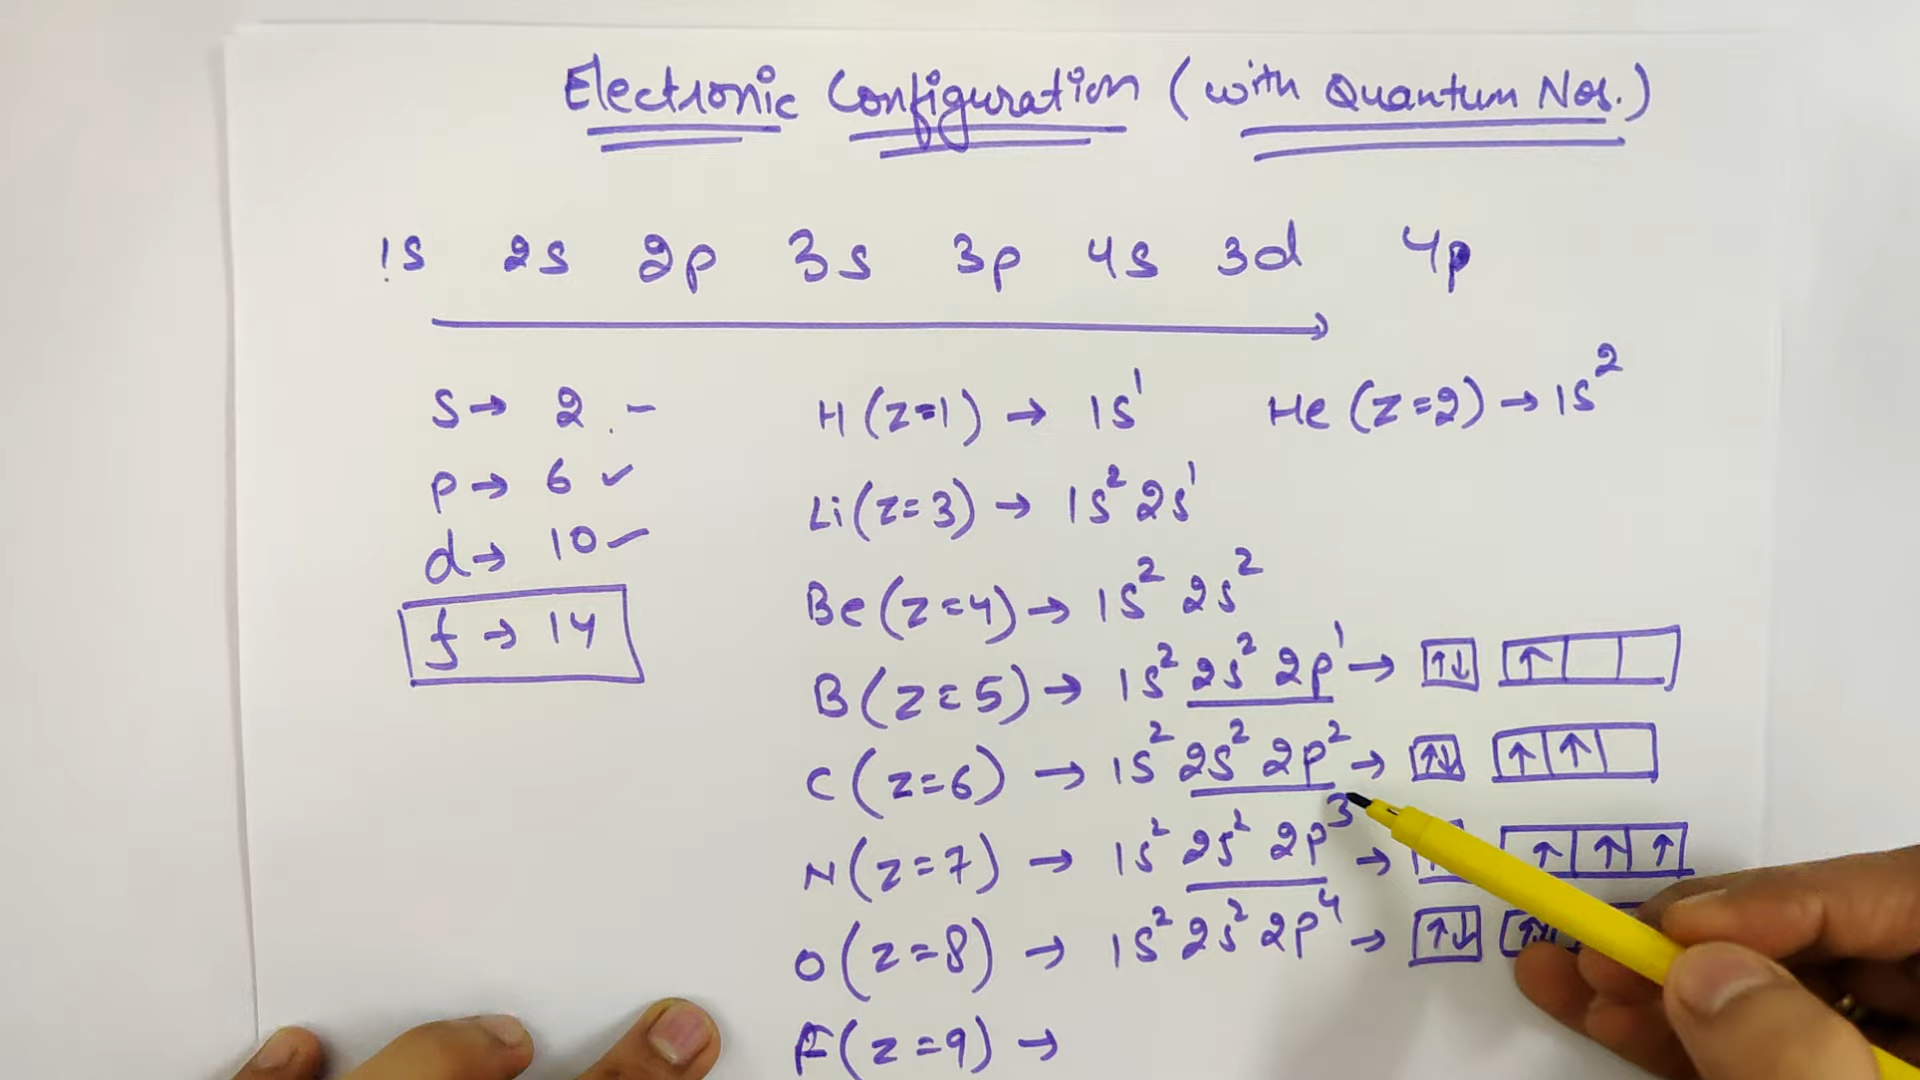 Electronic Configuration (with Quantum Nos.)
1s 2s 2p 3s 3p 4s 3d 4p
s→ 2 H (z=1) → 1s¹ He (z=2) → 1s²
p→ 6 ✓ Li (z=3) → 1s² 2s¹
d→ 10 Be (z=4) → 1s² 2s²
f → 14 B (z=5) → 1s² 2s² 2p¹ → ↑↓ ↑
C (z=6) → 1s² 2s² 2p² → ↑↓ ↑ ↑
N (z=7) → 1s² 2s² 2p³ → ↑ ↑ ↑
O (z=8) → 1s² 2s² 2p⁴ → ↑↓ ↑↓
F (z=9) →